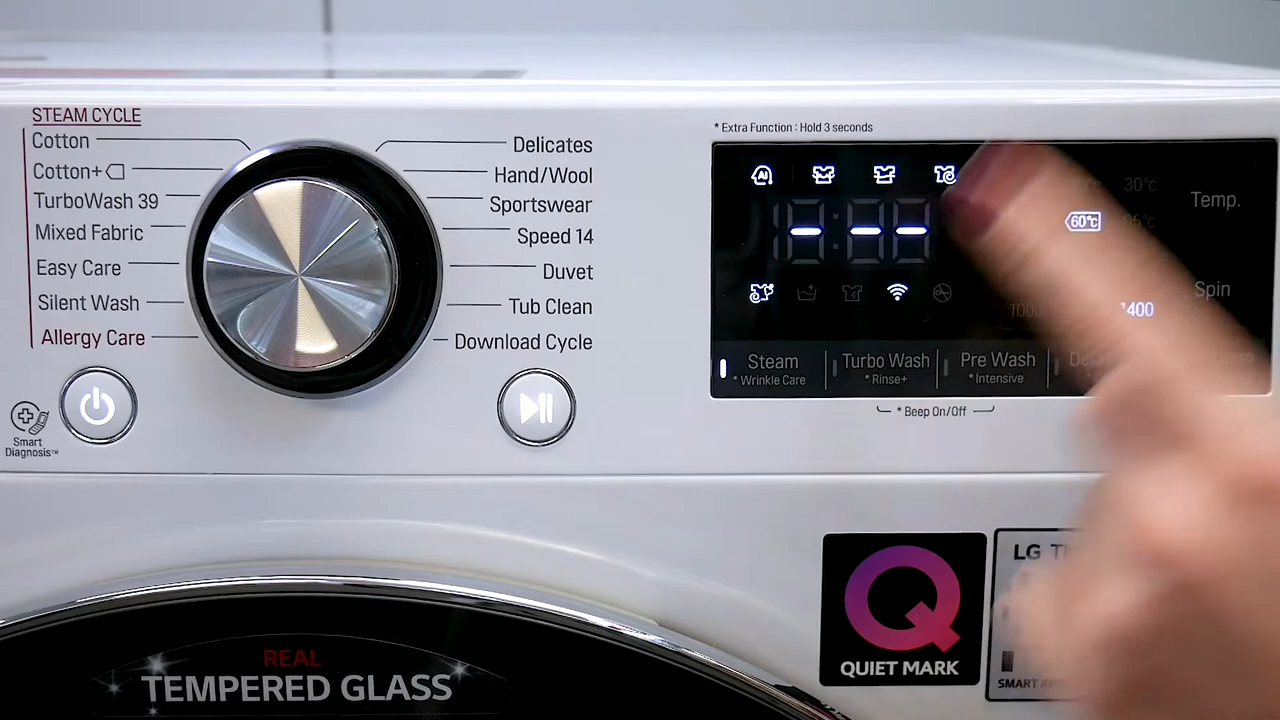 STEAM CYCLE
Cotton
Cotton+
TurboWash 39
Mixed Fabric
Easy Care
Silent Wash
Allergy Care
Delicates
Hand/Wool
Sportswear
Speed 14
Duvet
Tub Clean
Download Cycle
Smart
Diagnosis™
* Extra Function : Hold 3 seconds
AI
30°c
60°c
Temp.
Spin
1000
1400
Steam
* Wrinkle Care
Turbo Wash
* Rinse+
Pre Wash
* Intensive
* Beep On/Off
REAL
TEMPERED GLASS
Q
QUIET MARK
LG
SMART